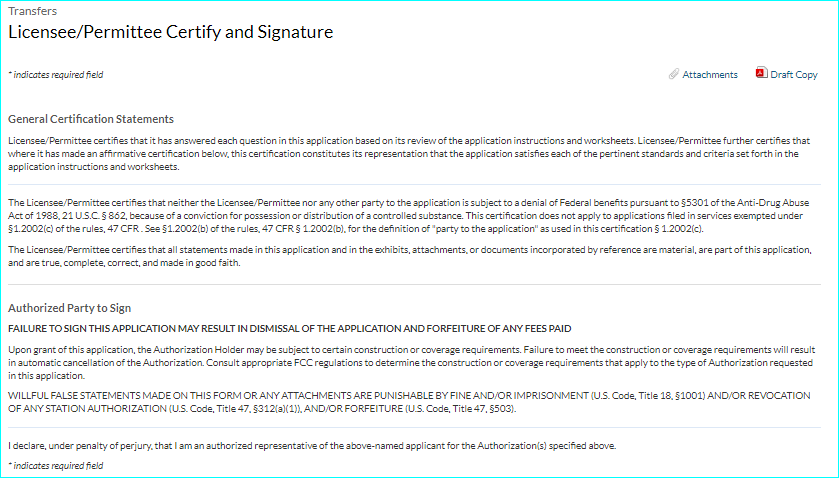 Transfers
Licensee/Permittee Certify and Signature
* indicates required field
Attachments
Draft Copy
General Certification Statements
Licensee/Permittee certifies that it has answered each question in this application based on its review of the application instructions and worksheets. Licensee/Permittee further certifies that
where it has made an affirmative certification below, this certification constitutes its representation that the application satisfies each of the pertinent standards and criteria set forth in the
application instructions and worksheets.
The Licensee/Permittee certifies that neither the Licensee/Permittee nor any other party to the application is subject to a denial of Federal benefits pursuant to §5301 of the Anti-Drug Abuse
Act of 1988, 21 U.S.C. § 862, because of a conviction for possession or distribution of a controlled substance. This certification does not apply to applications filed in services exempted under
§1.2002(c) of the rules, 47 CFR . See §1.2002(b) of the rules, 47 CFR § 1.2002(b), for the definition of "party to the application" as used in this certification § 1.2002(c).
The Licensee/Permittee certifies that all statements made in this application and in the exhibits, attachments, or documents incorporated by reference are material, are part of this application,
and are true, complete, correct, and made in good faith.
Authorized Party to Sign
FAILURE TO SIGN THIS APPLICATION MAY RESULT IN DISMISSAL OF THE APPLICATION AND FORFEITURE OF ANY FEES PAID
Upon grant of this application, the Authorization Holder may be subject to certain construction or coverage requirements. Failure to meet the construction or coverage requirements will result
in automatic cancellation of the Authorization. Consult appropriate FCC regulations to determine the construction or coverage requirements that apply to the type of Authorization requested
in this application.
WILLFUL FALSE STATEMENTS MADE ON THIS FORM OR ANY ATTACHMENTS ARE PUNISHABLE BY FINE AND/OR IMPRISONMENT (U.S. Code, Title 18, §1001) AND/OR REVOCATION
OF ANY STATION AUTHORIZATION (U.S. Code, Title 47, §312(a)(1)), AND/OR FORFEITURE (U.S. Code, Title 47, §503).
I declare, under penalty of perjury, that I am an authorized representative of the above-named applicant for the Authorization(s) specified above.
* indicates required field